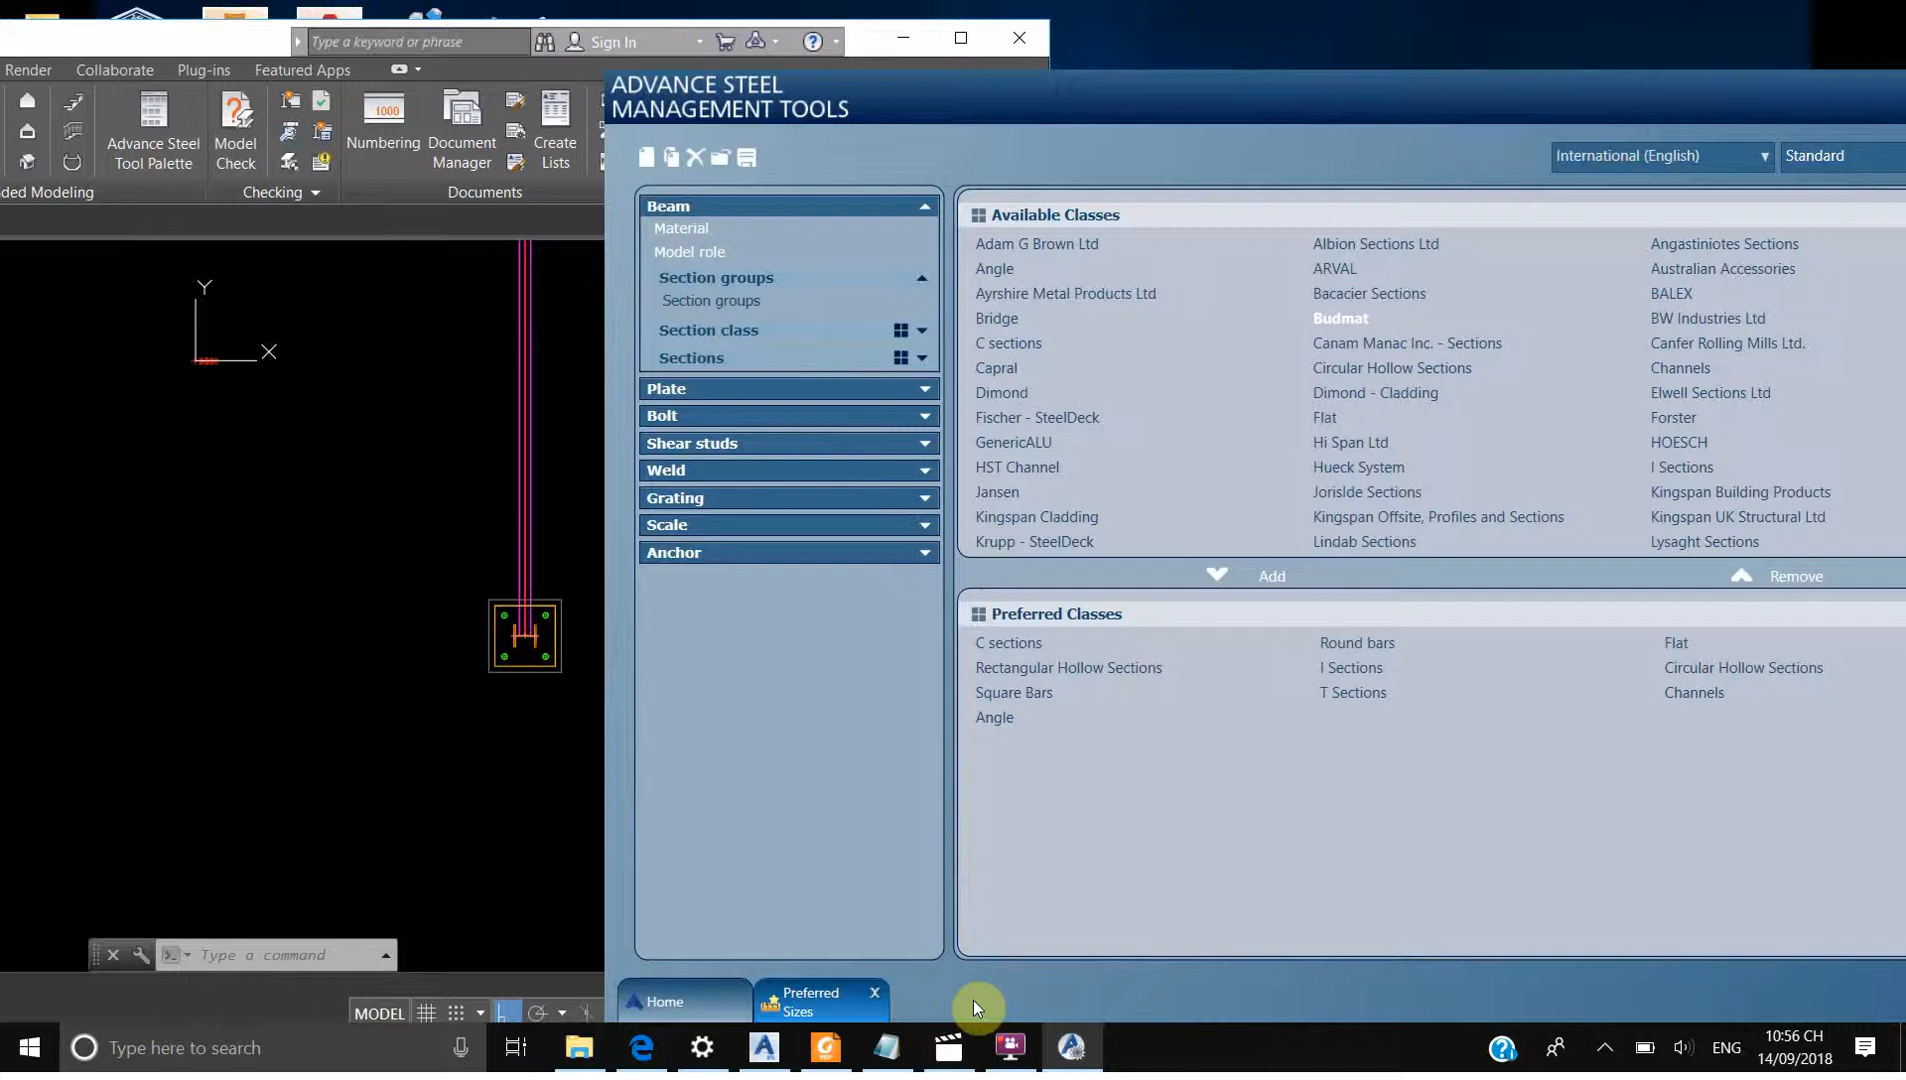 Type a keyword or phrase
Sign In
Render
Collaborate
Plug-ins
Featured Apps
Advance Steel
Tool Palette
Model
Check
1000
Numbering
Document
Manager
Create
Lists
ded Modeling
Checking
Documents
Y
X
ADVANCE STEEL
MANAGEMENT TOOLS
International (English)
Standard
Beam
Material
Model role
Section groups
Section groups
Section class
Sections
Plate
Bolt
Shear studs
Weld
Grating
Scale
Anchor
Available Classes
Adam G Brown Ltd
Albion Sections Ltd
Angastiniotes Sections
Angle
ARVAL
Australian Accessories
Ayrshire Metal Products Ltd
Bacacier Sections
BALEX
Bridge
Budmat
BW Industries Ltd
C sections
Canam Manac Inc. - Sections
Canfer Rolling Mills Ltd.
Capral
Circular Hollow Sections
Channels
Dimond
Dimond - Cladding
Elwell Sections Ltd
Fischer - SteelDeck
Flat
Forster
GenericALU
Hi Span Ltd
HOESCH
HST Channel
Hueck System
I Sections
Jansen
JorisIde Sections
Kingspan Building Products
Kingspan Cladding
Kingspan Offsite, Profiles and Sections
Kingspan UK Structural Ltd
Krupp - SteelDeck
Lindab Sections
Lysaght Sections
Add
Remove
Preferred Classes
C sections
Round bars
Flat
Rectangular Hollow Sections
I Sections
Circular Hollow Sections
Square Bars
T Sections
Channels
Angle
Type a command
MODEL
Home
Preferred
Sizes
X
Type here to search
ENG
10:56 CH
14/09/2018